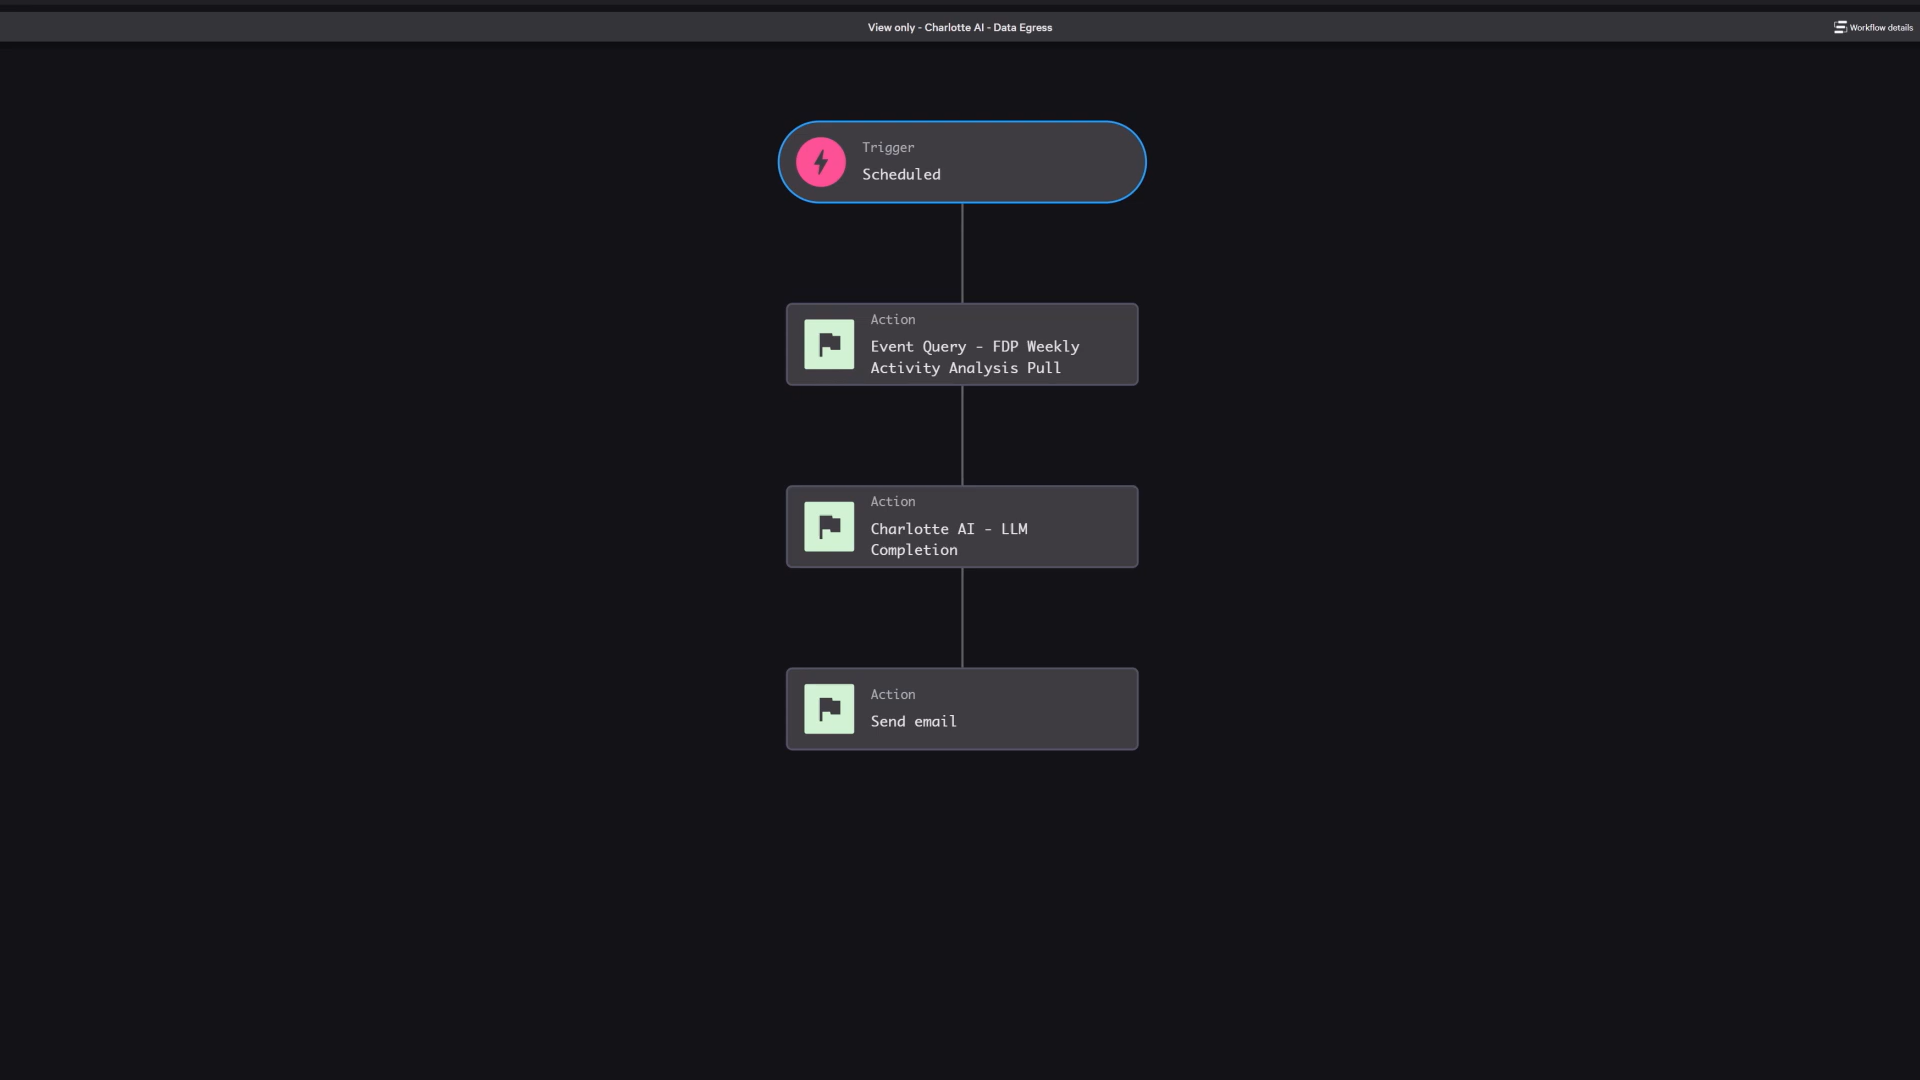 View only - Charlotte AI - Data Egress
Workflow details
Trigger
Scheduled
Action
Event Query - FDP Weekly
Activity Analysis Pull
Action
Charlotte AI - LLM
Completion
Action
Send email